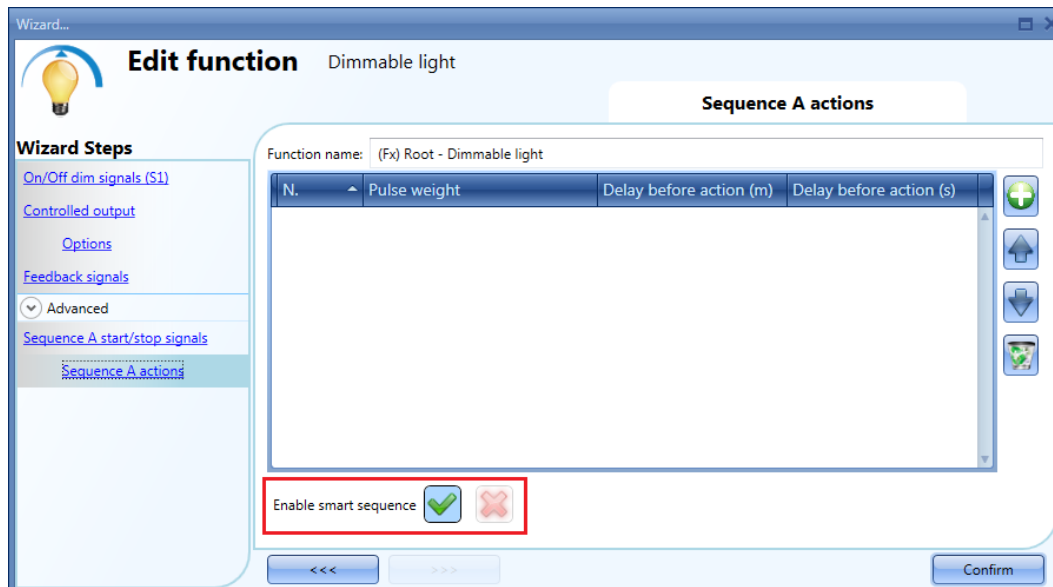 Wizard...
Edit function Dimmable light
Sequence A actions
Wizard Steps
On/Off dim signals (S1)
Controlled output
Options
Feedback signals
Advanced
Sequence A start/stop signals
Sequence A actions
Function name: (Fx) Root - Dimmable light
N. Pulse weight Delay before action (m) Delay before action (s)
Enable smart sequence
<<< >>> Confirm